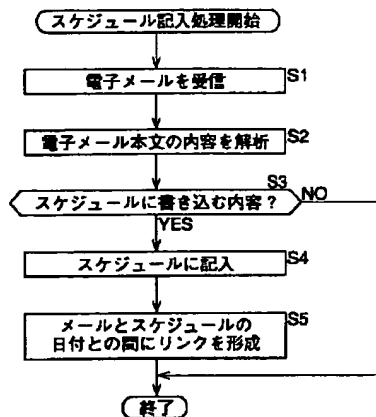 スケジュール記入処理開始
電子メールを受信
S1
電子メール本文の内容を解析
S2
S3
スケジュールに書き込む内容？
NO
YES
スケジュールに記入
S4
メールとスケジュールの
日付との間にリンクを形成
S5
終了